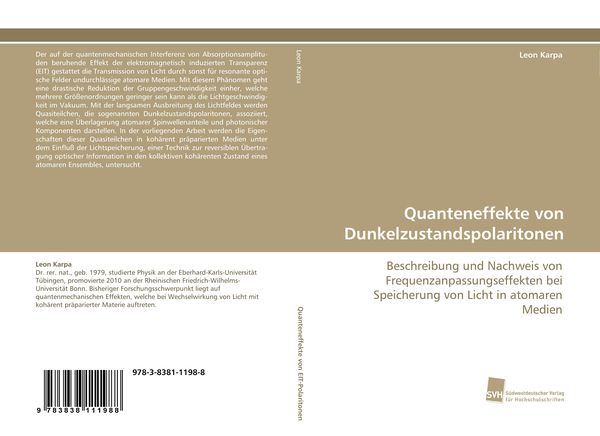 Der auf der quantenmechanischen Interferenz von Absorptionsamplitu-
den beruhende Effekt der elektromagnetisch induzierten Transparenz
(EIT) gestattet die Transmission von Licht durch sonst für resonante opti-
sche Felder undurchlässige atomare Medien. Mit diesem Phänomen geht
eine drastische Reduktion der Gruppengeschwindigkeit einher, welche
mehrere Größenordnungen geringer sein kann als die Lichtgeschwindig-
keit im Vakuum. Mit der langsamen Ausbreitung des Lichtfeldes werden
Quasiteilchen, die sogenannten Dunkelzustandspolaritonen, assoziiert,
welche eine Überlagerung atomarer Spinwellenanteile und photonischer
Komponenten darstellen. In der vorliegenden Arbeit werden die Eigen-
schaften dieser Quasiteilchen in kohärent präparierten Medien unter
dem Einfluß der Lichtspeicherung, einer Technik zur reversiblen Übertra-
gung optischer Information in den kollektiven kohärenten Zustand eines
atomaren Ensembles, untersucht.
Leon Karpa
Dr. rer. nat., geb. 1979, studierte Physik an der Eberhard-Karls-Universität
Tübingen, promovierte 2010 an der Rheinischen Friedrich-Wilhelms-
Universität Bonn. Bisheriger Forschungsschwerpunkt liegt auf
quantenmechanischen Effekten, welche bei Wechselwirkung von Licht mit
kohärent präparierter Materie auftreten.
978-3-8381-1198-8
9 783838 111988
Leon Karpa
Quanteneffekte von EIT-Polaritonen
Leon Karpa
Quanteneffekte von
Dunkelzustandspolaritonen
Beschreibung und Nachweis von
Frequenzanpassungseffekten bei
Speicherung von Licht in atomaren
Medien
SVH
Südwestdeutscher Verlag
für Hochschulschriften